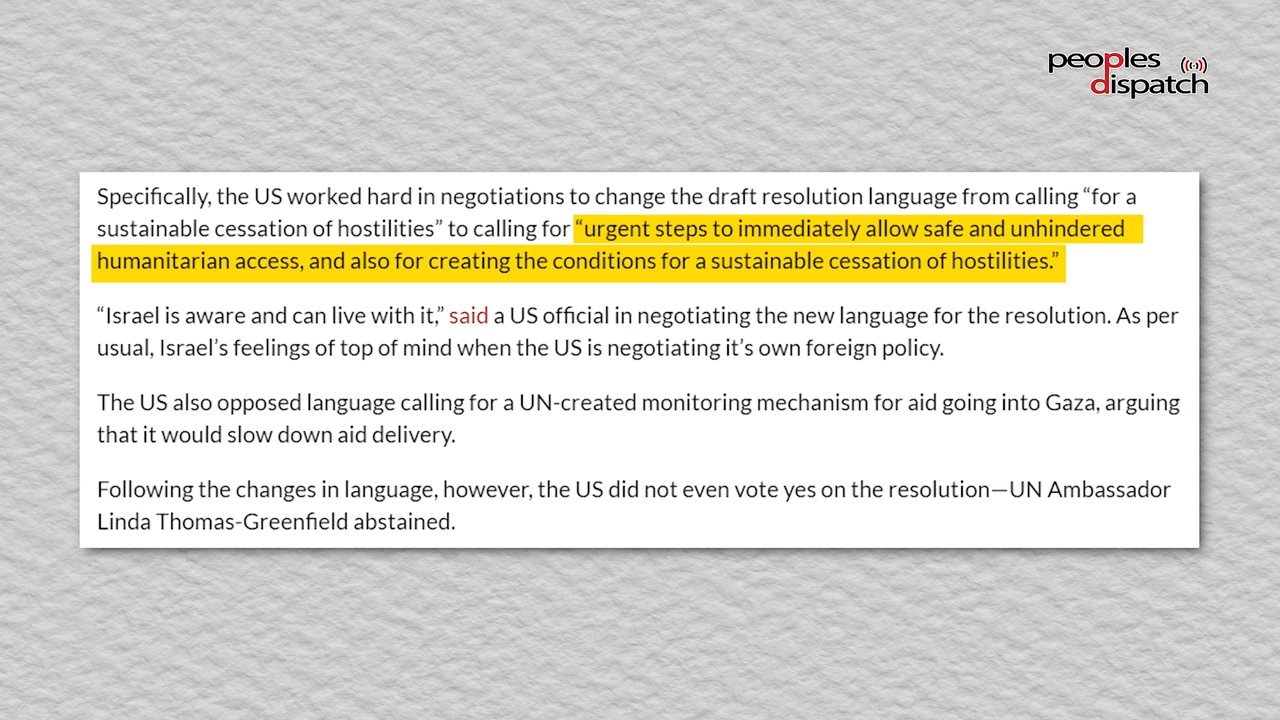 peoples
dispatch
Specifically, the US worked hard in negotiations to change the draft resolution language from calling “for a
sustainable cessation of hostilities” to calling for “urgent steps to immediately allow safe and unhindered
humanitarian access, and also for creating the conditions for a sustainable cessation of hostilities.”
“Israel is aware and can live with it,” said a US official in negotiating the new language for the resolution. As per
usual, Israel’s feelings of top of mind when the US is negotiating it’s own foreign policy.
The US also opposed language calling for a UN-created monitoring mechanism for aid going into Gaza, arguing
that it would slow down aid delivery.
Following the changes in language, however, the US did not even vote yes on the resolution—UN Ambassador
Linda Thomas-Greenfield abstained.